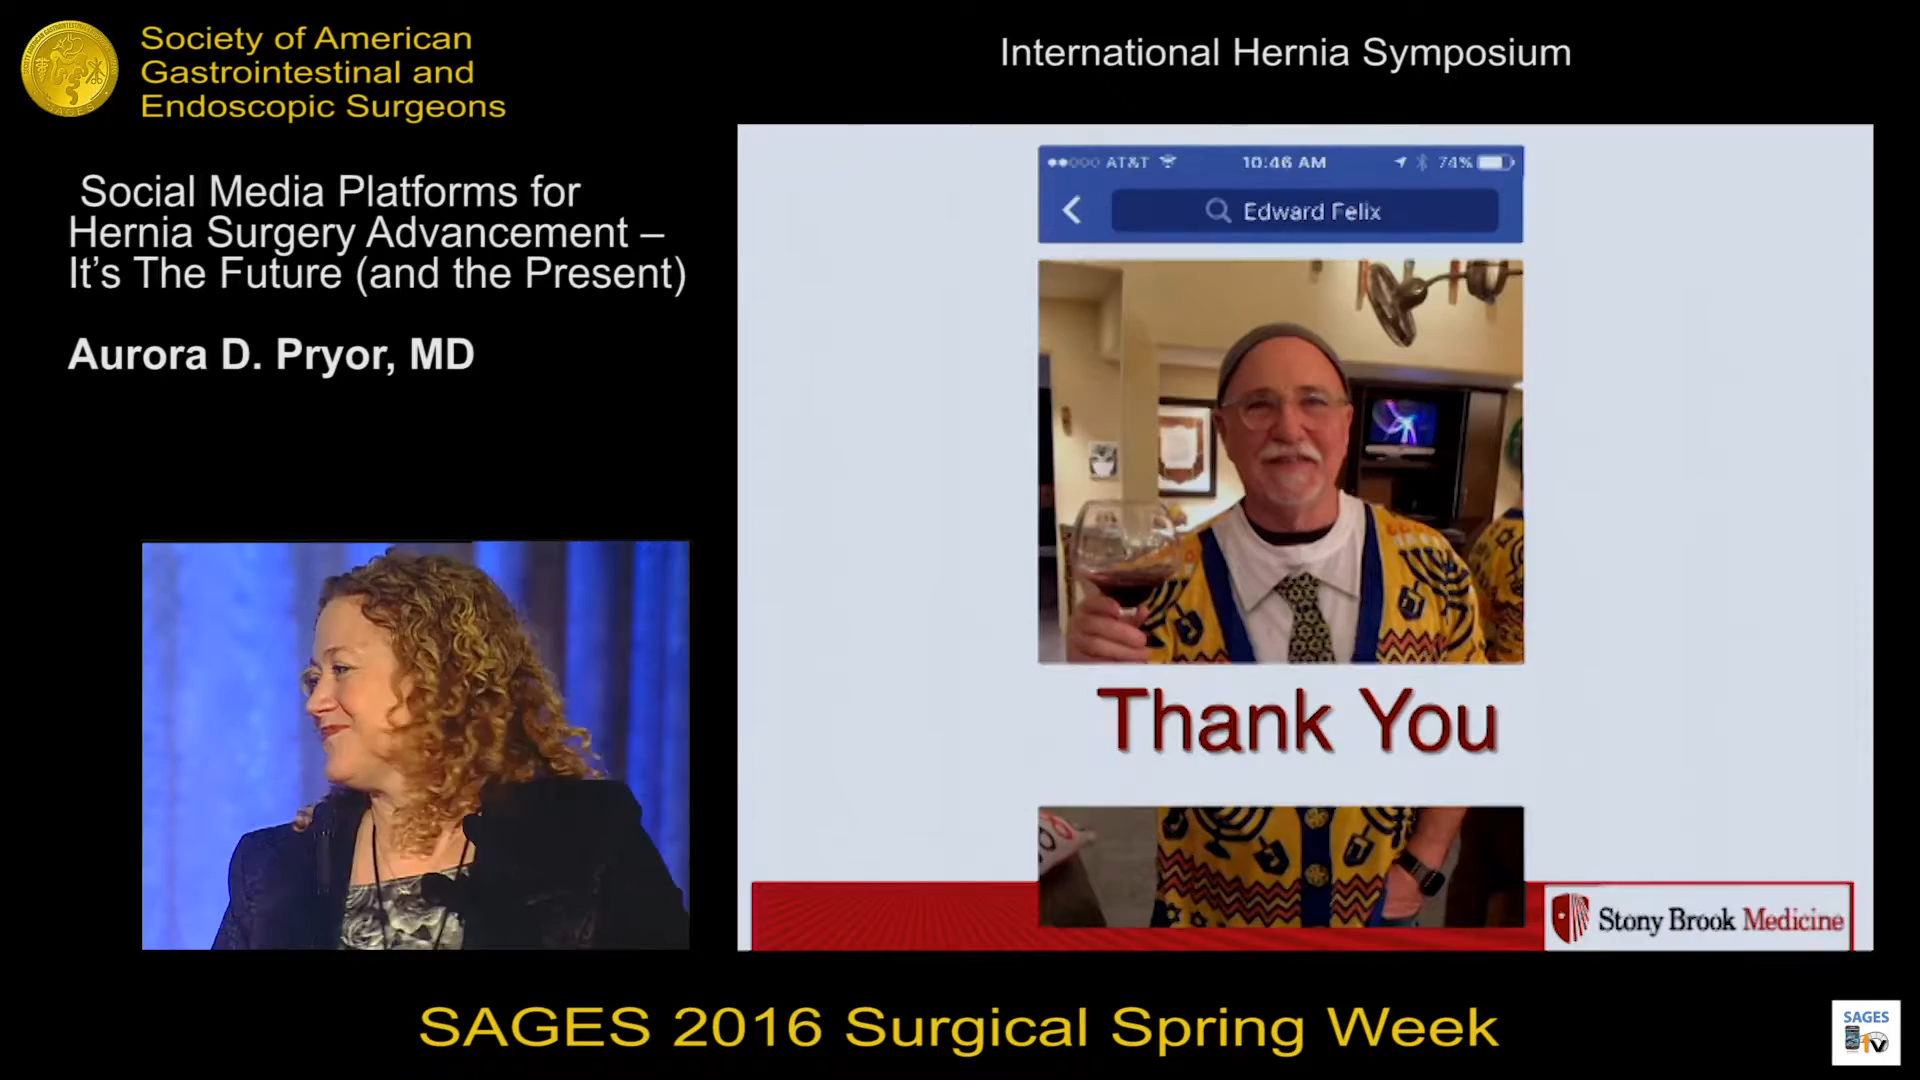 Society of American
Gastrointestinal and
Endoscopic Surgeons
International Hernia Symposium
Social Media Platforms for
Hernia Surgery Advancement –
It's The Future (and the Present)
Aurora D. Pryor, MD
AT&T 10:46 AM 74%
Edward Felix
Thank You
Stony Brook Medicine
SAGES 2016 Surgical Spring Week
SAGES
TV